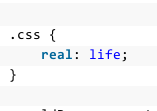 .css {
    real: life;
}